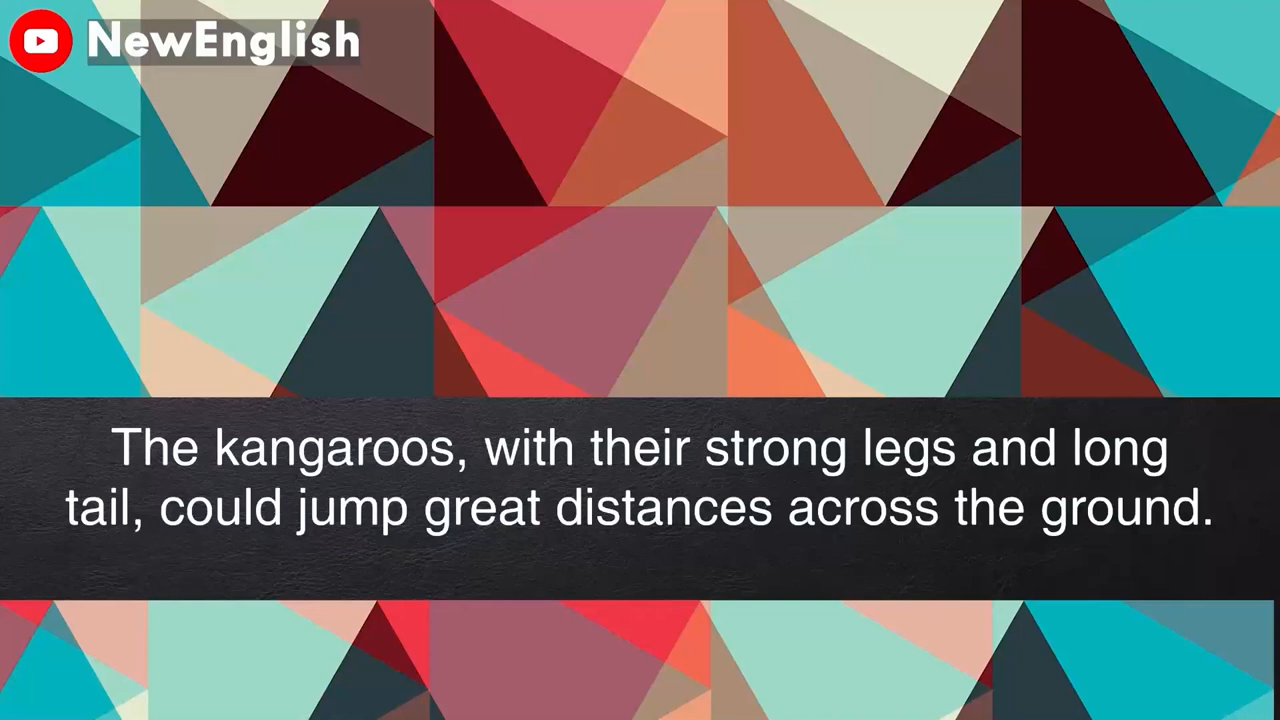 NewEnglish
The kangaroos, with their strong legs and long
tail, could jump great distances across the ground.